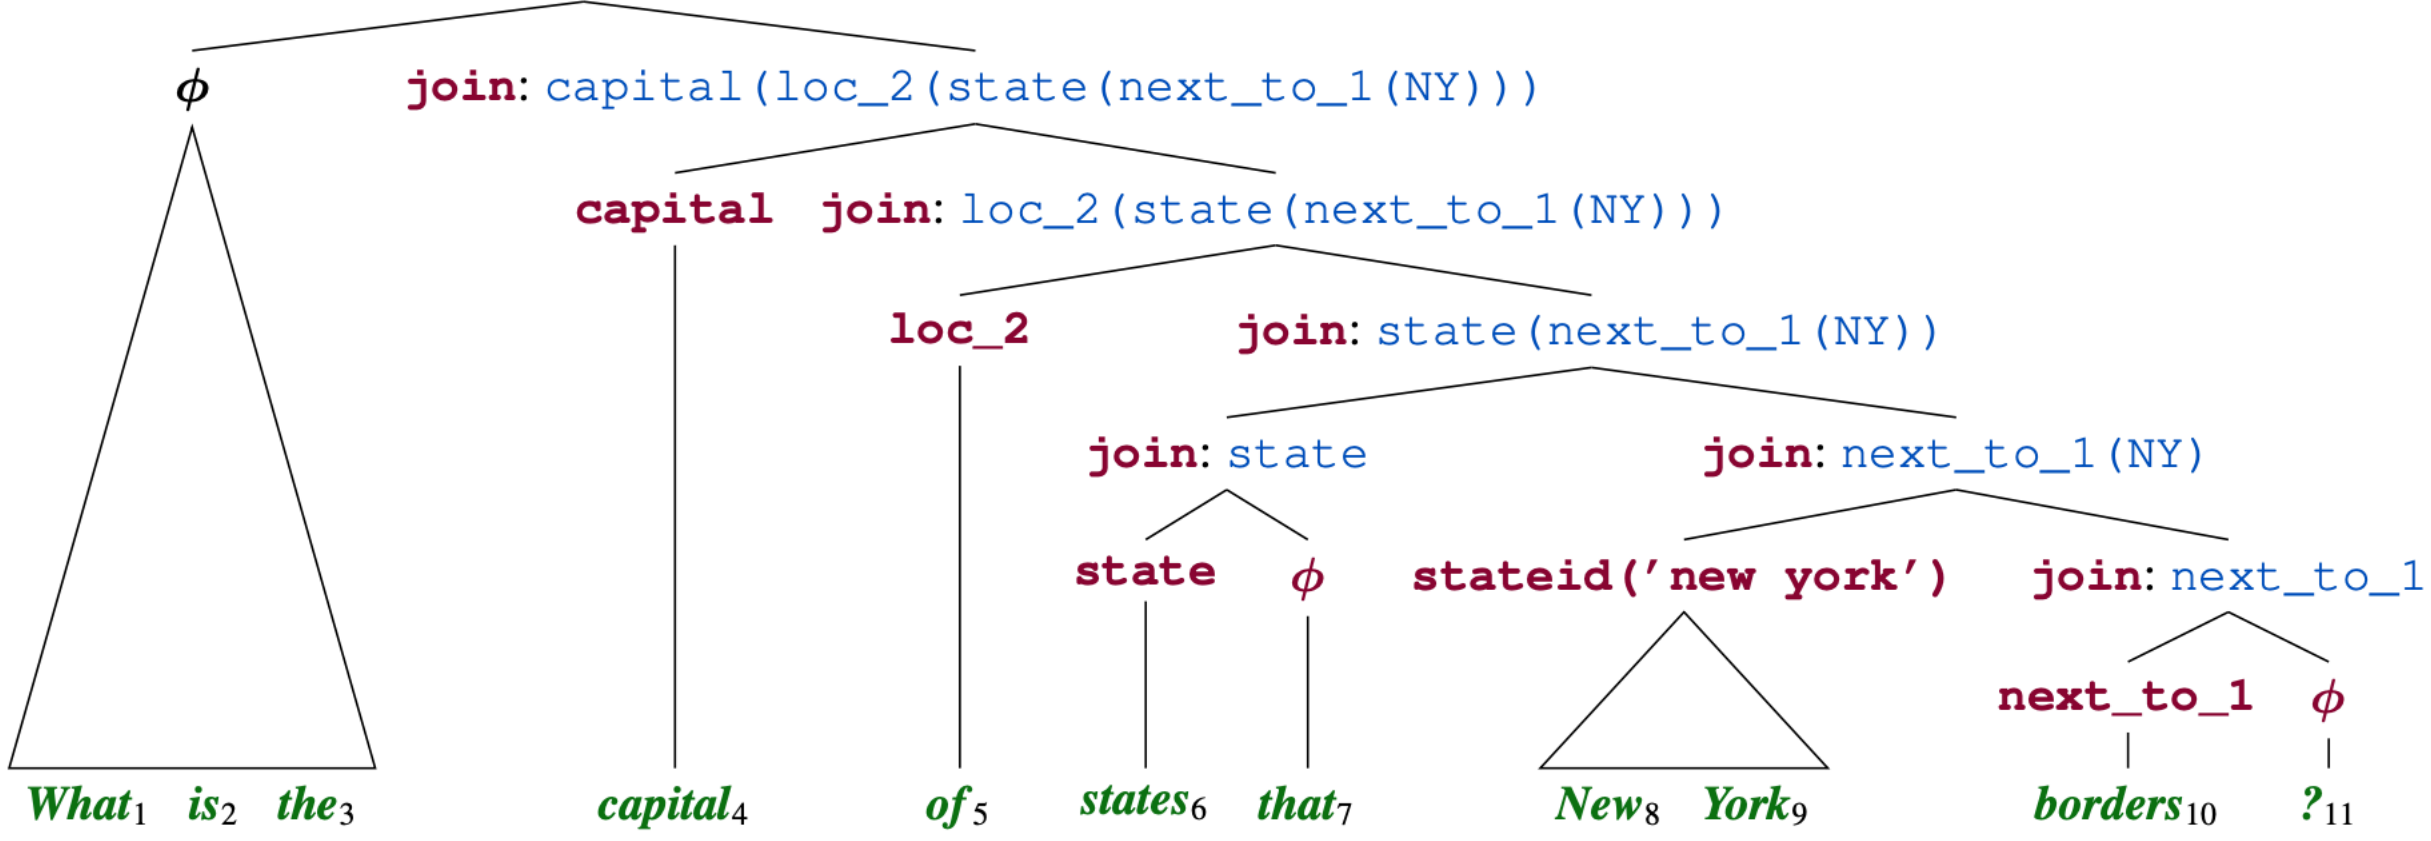 ϕ join: capital(loc_2(state(next_to_1(NY)))
capital join: loc_2(state(next_to_1(NY)))
loc_2 join: state(next_to_1(NY))
join: state join: next_to_1(NY)
state ϕ stateid('new york') join: next_to_1
next_to_1 ϕ
What1 is2 the3 capital4 of5 states6 that7 New8 York9 borders10 ?11